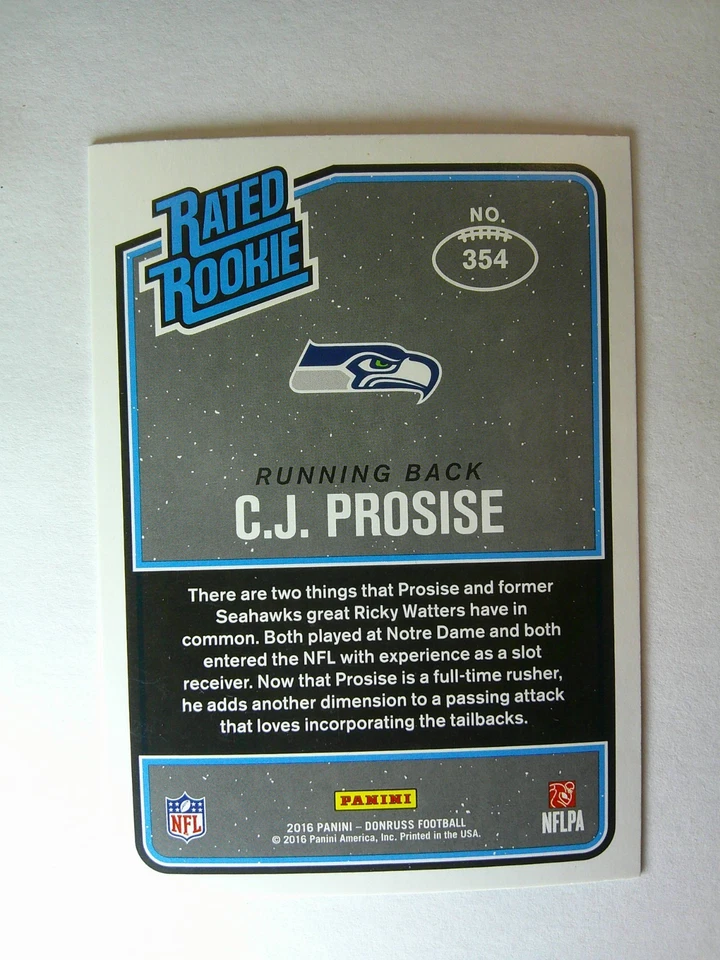 RATED
ROOKIE
NO.
354
RUNNING BACK
C.J. PROSISE
There are two things that Prosise and former
Seahawks great Ricky Watters have in
common. Both played at Notre Dame and both
entered the NFL with experience as a slot
receiver. Now that Prosise is a full-time rusher,
he adds another dimension to a passing attack
that loves incorporating the tailbacks.
NFL
PANINI
NFLPA
2016 PANINI – DONRUSS FOOTBALL
© 2016 Panini America, Inc. Printed in the USA.